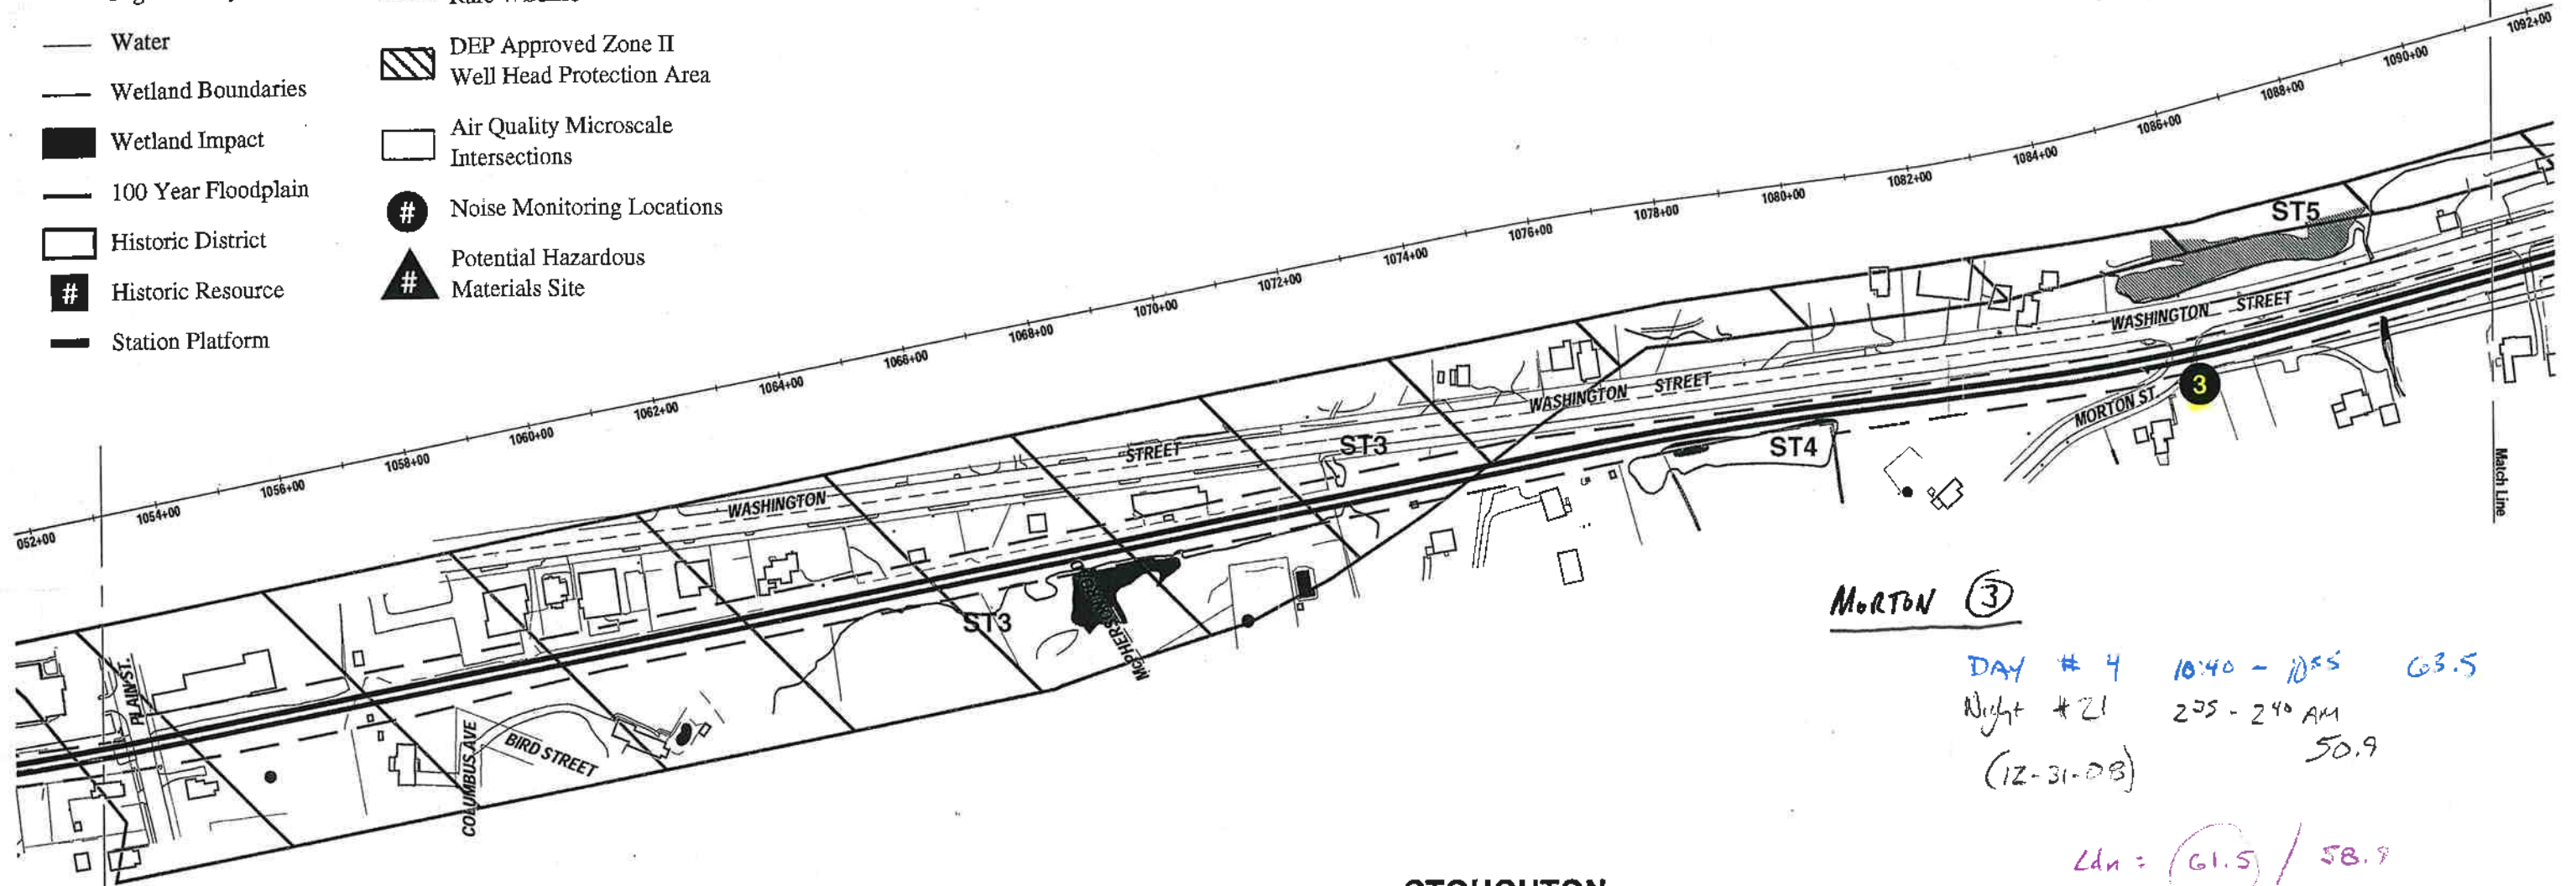 Water
Wetland Boundaries
Wetland Impact
100 Year Floodplain
Historic District
# Historic Resource
Station Platform
DEP Approved Zone II
Well Head Protection Area
Air Quality Microscale
Intersections
# Noise Monitoring Locations
# Potential Hazardous
Materials Site
052+00
1054+00
1056+00
1058+00
1060+00
1062+00
1064+00
1066+00
1068+00
1070+00
1072+00
1074+00
1076+00
1078+00
1080+00
1082+00
1084+00
1086+00
1088+00
1090+00
1092+00
ST5
WASHINGTON STREET
WASHINGTON STREET
3
MORTON ST.
Match Line
ST4
ST3
STREET
WASHINGTON
ST3
PLAIN ST.
COLUMBUS AVE
BIRD STREET
MORTON 3
DAY # 4 10:40 - 1055 63.5
Night # 21 2:25 - 2:40 AM
50.9
(12-31-08)
Ldn = 61.5 / 58.9